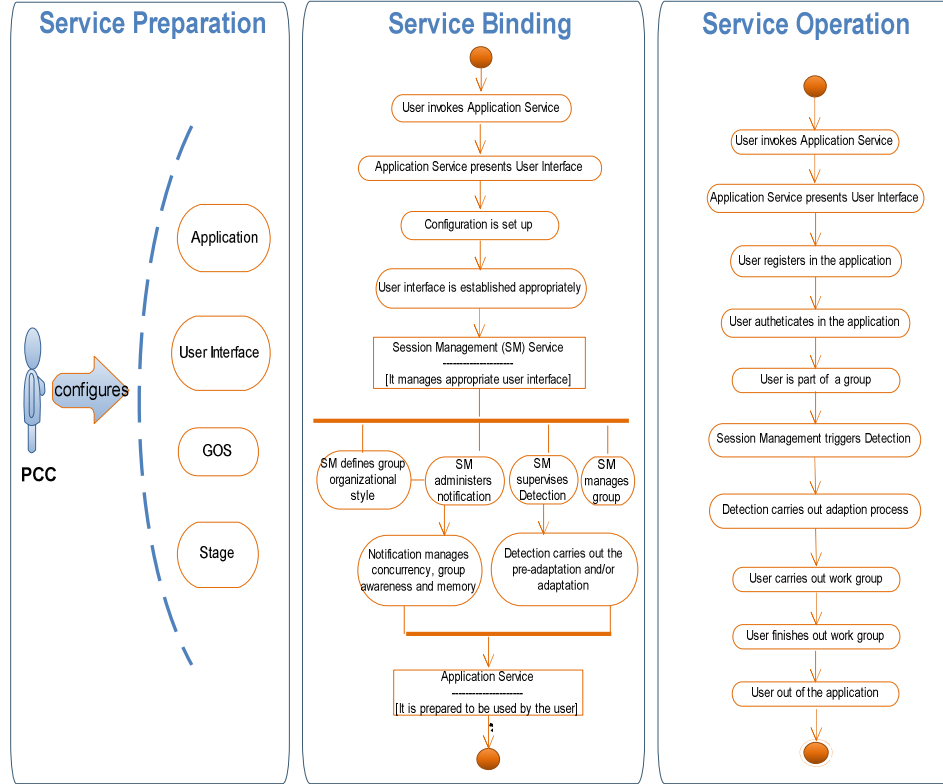 Service Preparation
Application
User Interface
configures
GOS
PCC
Stage
Service Binding
User invokes Application Service
Application Service presents User Interface
Configuration is set up
User interface is established appropriately
Session Management (SM) Service
----------------------
[It manages appropriate user interface]
SM defines group
organizational
style
SM
administers
notification
SM
supervises
Detection
SM
manages
group
Notification manages
concurrency, group
awareness and memory
Detection carries out the
pre-adaptation and/or
adaptation
Application Service
----------------------
[It is prepared to be used by the user]
Service Operation
User invokes Application Service
Application Service presents User Interface
User registers in the application
User autheticates in the application
User is part of a group
Session Management triggers Detection
Detection carries out adaption process
User carries out work group
User finishes out work group
User out of the application